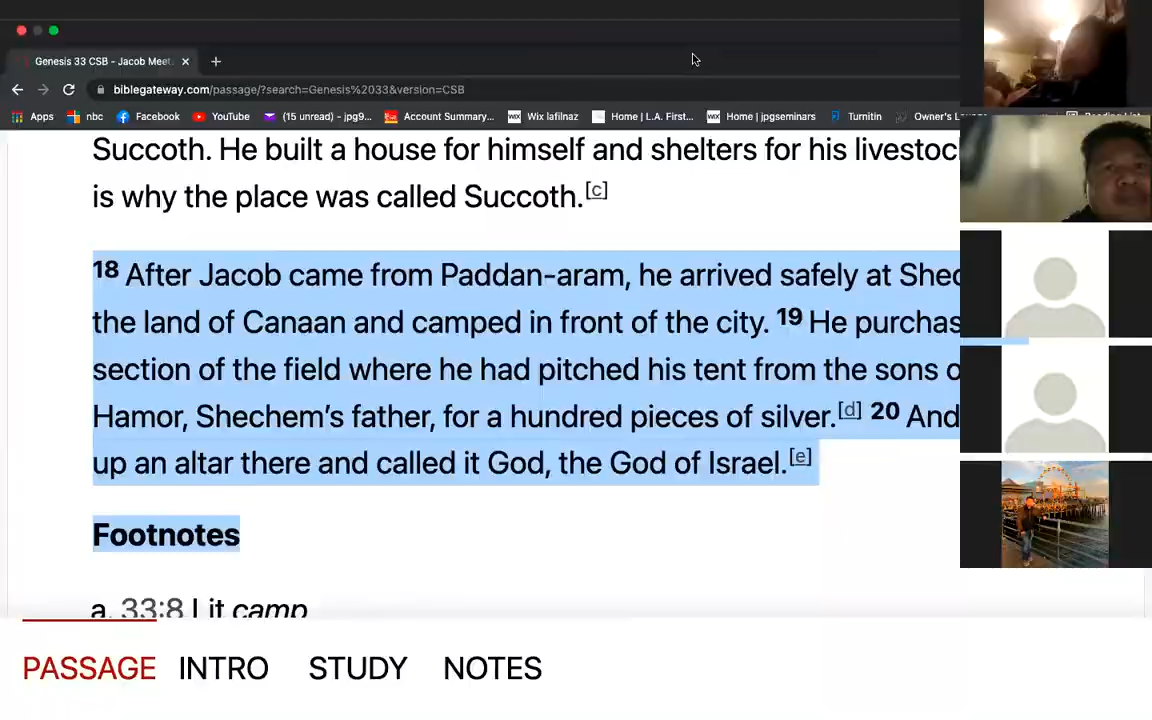 Genesis 33 CSB - Jacob Meet
biblegateway.com/passage/?search=Genesis%2033&version=CSB
Apps nbc Facebook YouTube (15 unread) - jpg9... Account Summary... Wix lafilnaz Home | L.A. First... Home | jpgseminars Turnitin Owner's
Succoth. He built a house for himself and shelters for his livestoc
is why the place was called Succoth.[c]
18 After Jacob came from Paddan-aram, he arrived safely at Shec
the land of Canaan and camped in front of the city. 19 He purchas
section of the field where he had pitched his tent from the sons o
Hamor, Shechem's father, for a hundred pieces of silver.[d] 20 And
up an altar there and called it God, the God of Israel.[e]
Footnotes
a. 33:8 Lit camp
PASSAGE INTRO STUDY NOTES